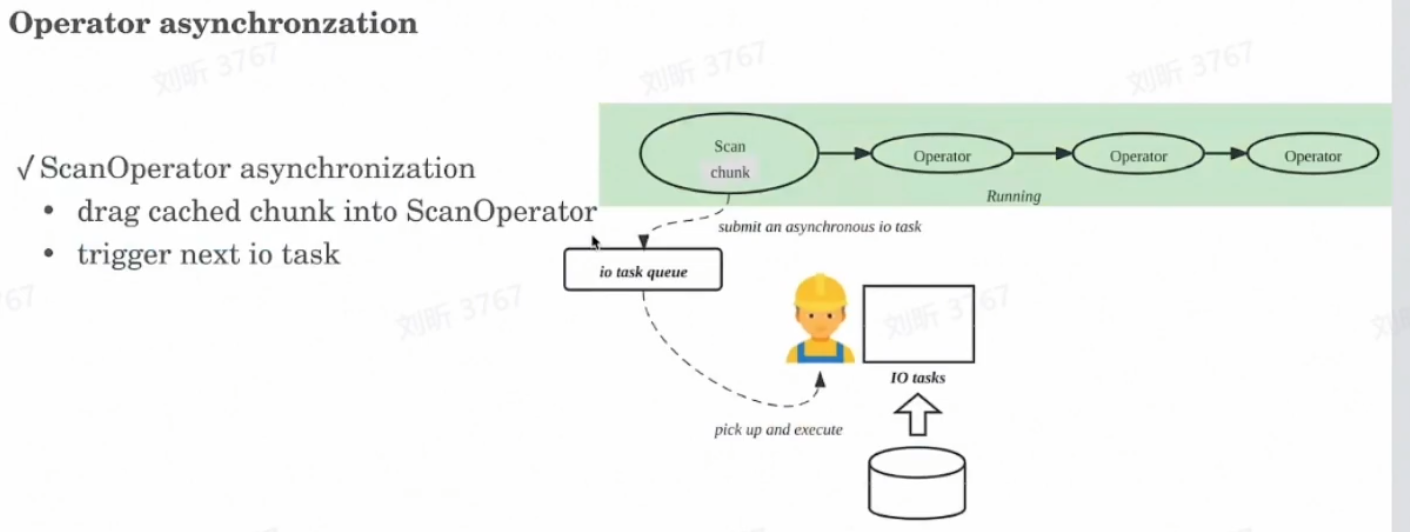 Operator asynchronzation
刘昕 3767
刘昕 3767
刘昕 3767
√ ScanOperator asynchronization
• drag cached chunk into ScanOperator
• trigger next io task
Scan
chunk
Operator
Operator
Operator
Running
submit an asynchronous io task
io task queue
67
刘昕 3767
刘昕 3767
IO tasks
pick up and execute